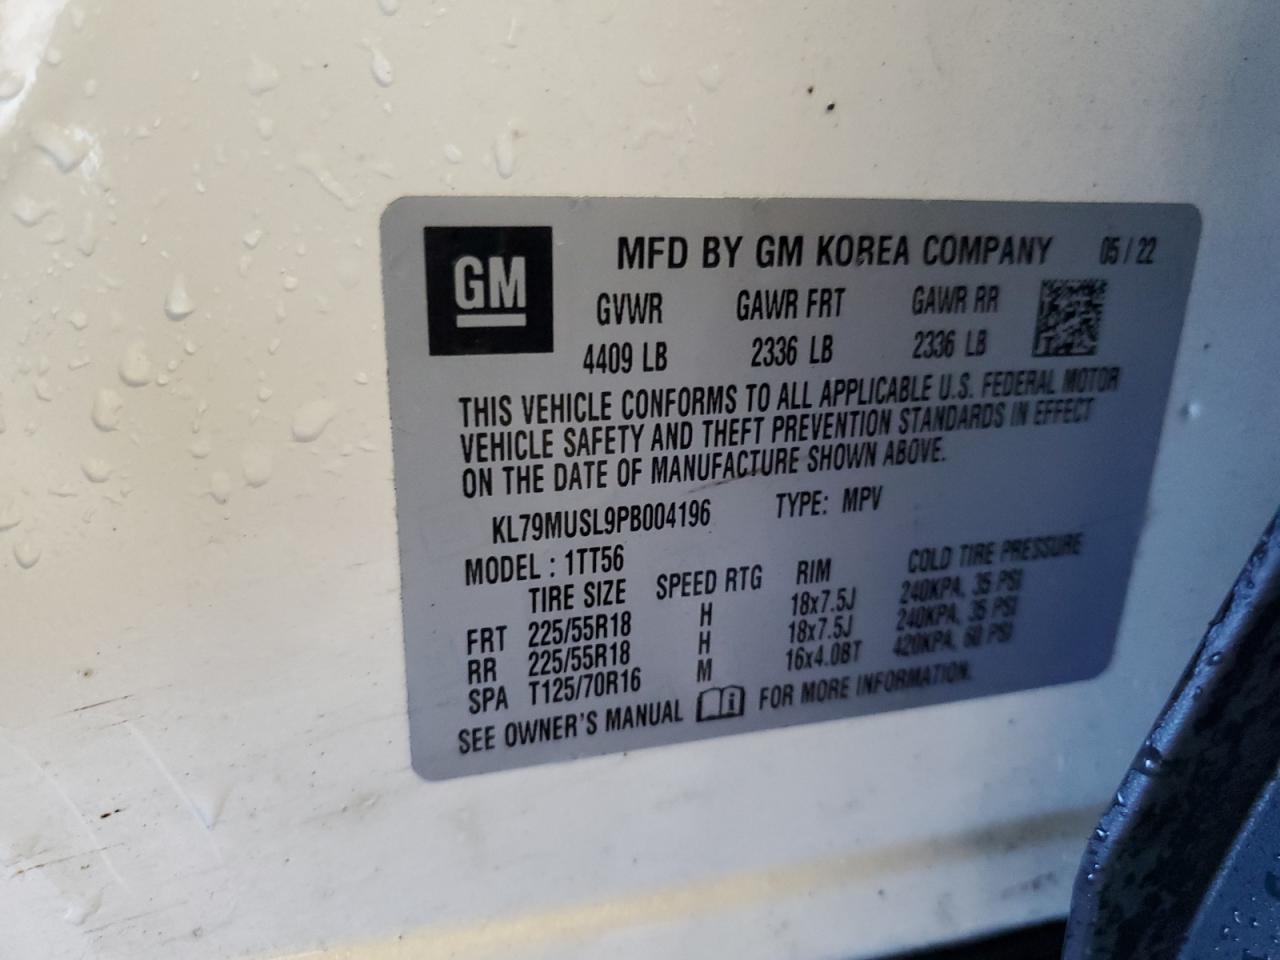 GM
MFD BY GM KOREA COMPANY 05 / 22
GVWR GAWR FRT GAWR RR
4409 LB 2336 LB 2336 LB
THIS VEHICLE CONFORMS TO ALL APPLICABLE U.S. FEDERAL MOTOR
VEHICLE SAFETY AND THEFT PREVENTION STANDARDS IN EFFECT
ON THE DATE OF MANUFACTURE SHOWN ABOVE.
KL79MUSL9PB004196 TYPE: MPV
MODEL : 1TT56
TIRE SIZE SPEED RTG RIM COLD TIRE PRESSURE
FRT 225/55R18 H 18x7.5J 240KPA, 35 PSI
RR 225/55R18 H 18x7.5J 240KPA, 35 PSI
SPA T125/70R16 M 16x4.0BT 420KPA, 60 PSI
SEE OWNER'S MANUAL FOR MORE INFORMATION.